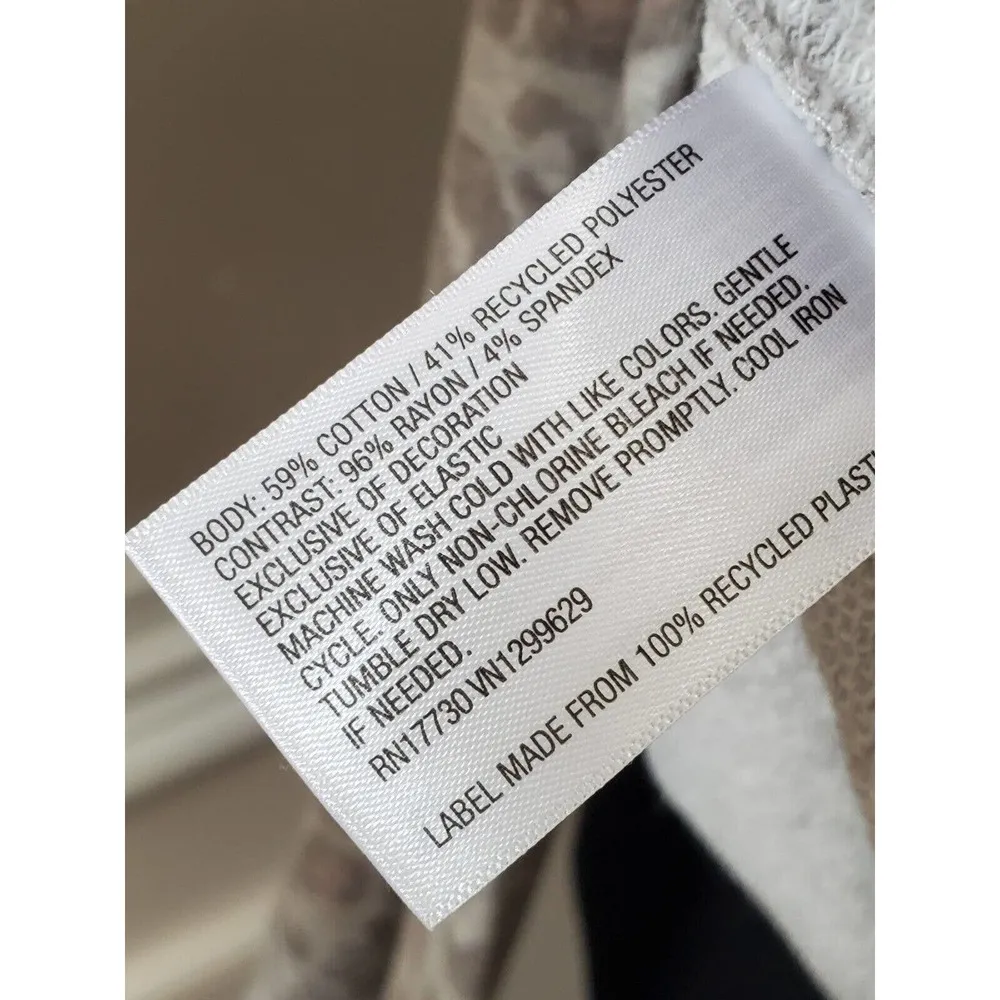 BODY: 59% COTTON / 41% RECYCLED POLYESTER
CONTRAST: 96% RAYON / 4% SPANDEX
EXCLUSIVE OF DECORATION
EXCLUSIVE OF ELASTIC
MACHINE WASH COLD WITH LIKE COLORS. GENTLE
CYCLE. ONLY NON-CHLORINE BLEACH IF NEEDED.
TUMBLE DRY LOW. REMOVE PROMPTLY. COOL IRON
IF NEEDED.
RN17730 VN1299629
LABEL MADE FROM 100% RECYCLED PLAST